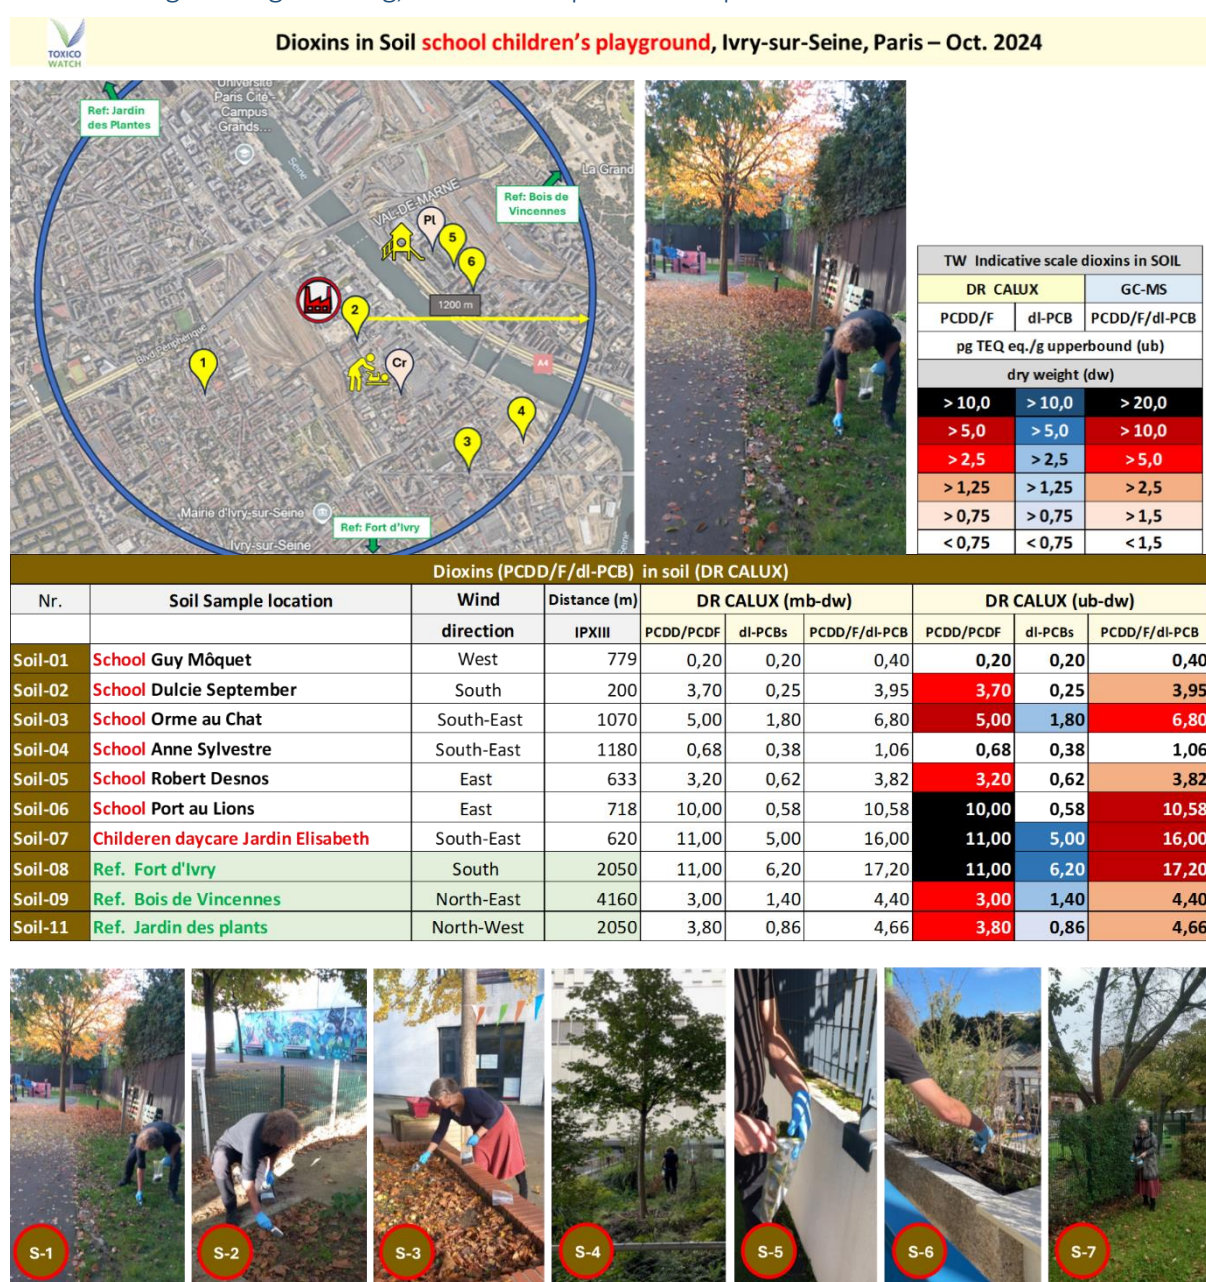 TOXICO
WATCH
Dioxins in Soil school children's playground, Ivry-sur-Seine, Paris – Oct. 2024
Université
Paris Cité -
Campus
Grands...
Ref: Jardin
des Plantes
Seine
La Grand
VAL-DE-MARNE
Ref: Bois de
Vincennes
Pl
5
6
1200 m
2
Blvd Périphérique
1
Cr
A4
4
3
Mairie d'Ivry-sur-Seine
Ref: Fort d'Ivry
Ivry-sur-Seine
Seine
TW Indicative scale dioxins in SOIL
DR CALUX GC-MS
PCDD/F dl-PCB PCDD/F/dl-PCB
pg TEQ eq./g upperbound (ub)
dry weight (dw)
> 10,0 > 10,0 > 20,0
> 5,0 > 5,0 > 10,0
> 2,5 > 2,5 > 5,0
> 1,25 > 1,25 > 2,5
> 0,75 > 0,75 > 1,5
< 0,75 < 0,75 < 1,5
Dioxins (PCDD/F/dl-PCB) in soil (DR CALUX)
Nr. Soil Sample location Wind Distance (m) DR CALUX (mb-dw) DR CALUX (ub-dw)
direction IPXIII PCDD/PCDF dl-PCBs PCDD/F/dl-PCB PCDD/PCDF dl-PCBs PCDD/F/dl-PCB
Soil-01 School Guy Môquet West 779 0,20 0,20 0,40 0,20 0,20 0,40
Soil-02 School Dulcie September South 200 3,70 0,25 3,95 3,70 0,25 3,95
Soil-03 School Orme au Chat South-East 1070 5,00 1,80 6,80 5,00 1,80 6,80
Soil-04 School Anne Sylvestre South-East 1180 0,68 0,38 1,06 0,68 0,38 1,06
Soil-05 School Robert Desnos East 633 3,20 0,62 3,82 3,20 0,62 3,82
Soil-06 School Port au Lions East 718 10,00 0,58 10,58 10,00 0,58 10,58
Soil-07 Childeren daycare Jardin Elisabeth South-East 620 11,00 5,00 16,00 11,00 5,00 16,00
Soil-08 Ref. Fort d'Ivry South 2050 11,00 6,20 17,20 11,00 6,20 17,20
Soil-09 Ref. Bois de Vincennes North-East 4160 3,00 1,40 4,40 3,00 1,40 4,40
Soil-11 Ref. Jardin des plants North-West 2050 3,80 0,86 4,66 3,80 0,86 4,66
S-1 S-2 S-3 S-4 S-5 S-6 S-7